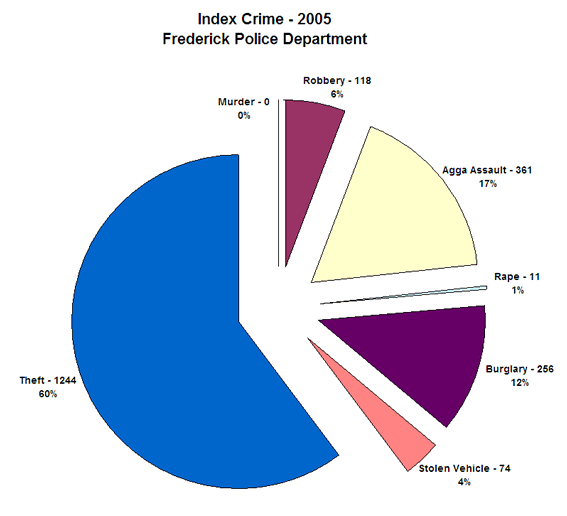 Index Crime - 2005
Frederick Police Department
Robbery - 118
6%
Murder - 0
0%
Agga Assault - 361
17%
Rape - 11
1%
Burglary - 256
12%
Stolen Vehicle - 74
4%
Theft - 1244
60%